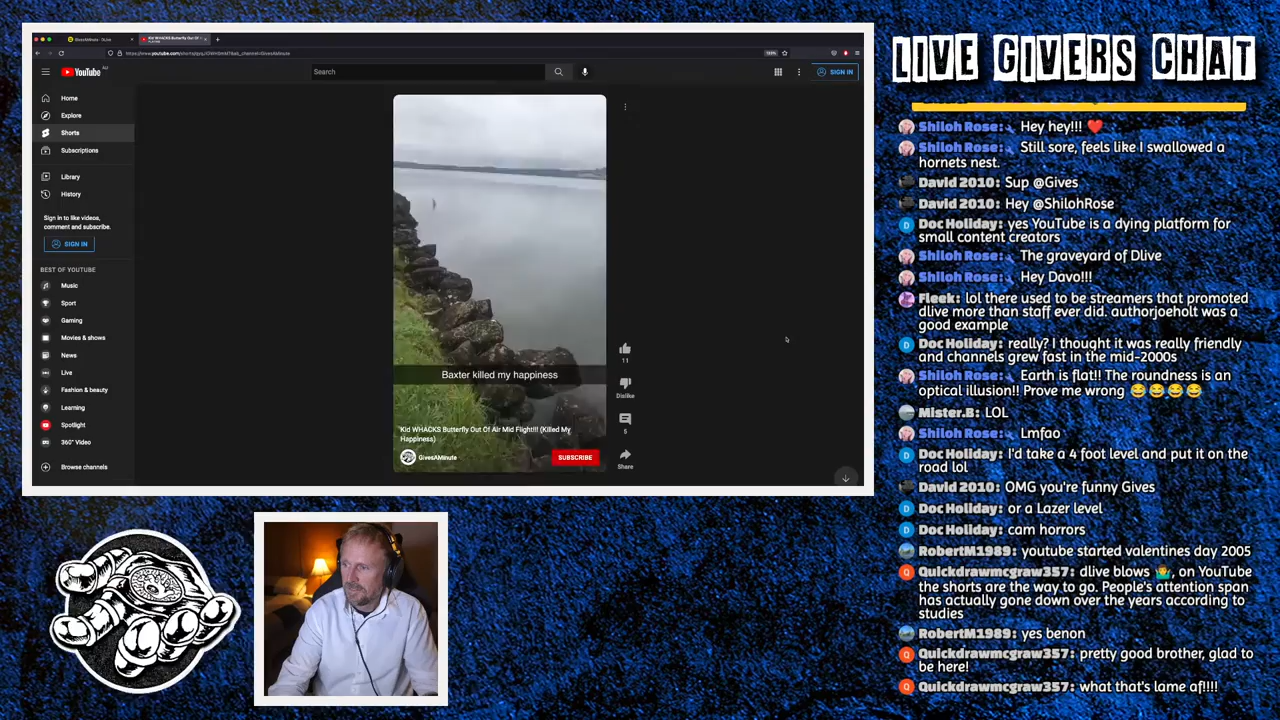 GivesAMinute · DLive
Kid WHACKS Butterfly Out Of A
YouTube AU
Search
SIGN IN
Home
Explore
Shorts
Subscriptions
Library
History
Sign in to like videos,
comment and subscribe.
SIGN IN
BEST OF YOUTUBE
Music
Sport
Gaming
Movies & shows
News
Live
Fashion & beauty
Learning
Spotlight
360° Video
Browse channels
Baxter killed my happiness
Kid WHACKS Butterfly Out Of Air Mid Flight!!! (Killed My
Happiness)
GivesAMinute
SUBSCRIBE
11
Dislike
5
Share
LIVE GIVERS CHAT
Shiloh Rose: Hey hey!!! ❤️
Shiloh Rose: Still sore, feels like I swallowed a
hornets nest.
David 2010: Sup @Gives
David 2010: Hey @ShilohRose
Doc Holiday: yes YouTube is a dying platform for
small content creators
Shiloh Rose: The graveyard of Dlive
Shiloh Rose: Hey Davo!!!
Fleek: lol there used to be streamers that promoted
dlive more than staff ever did. authorjoeholt was a
good example
Doc Holiday: really? I thought it was really friendly
and channels grew fast in the mid-2000s
Shiloh Rose: Earth is flat!! The roundness is an
optical illusion!! Prove me wrong 😂😂😂😂
Mister.B: LOL
Shiloh Rose: Lmfao
Doc Holiday: I'd take a 4 foot level and put it on the
road lol
David 2010: OMG you're funny Gives
Doc Holiday: or a Lazer level
Doc Holiday: cam horrors
RobertM1989: youtube started valentines day 2005
Quickdrawmcgraw357: dlive blows 🤷‍♂️, on YouTube
the shorts are the way to go. People's attention span
has actually gone down over the years according to
studies
RobertM1989: yes benon
Quickdrawmcgraw357: pretty good brother, glad to
be here!
Quickdrawmcgraw357: what that's lame af!!!!